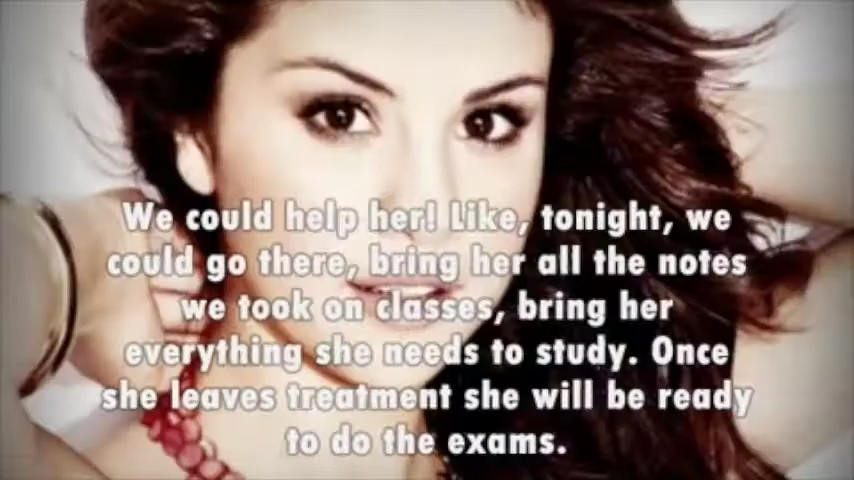 We could help her! Like, tonight, we
could go there, bring her all the notes
we took on classes, bring her
everything she needs to study. Once
she leaves treatment she will be ready
to do the exams.